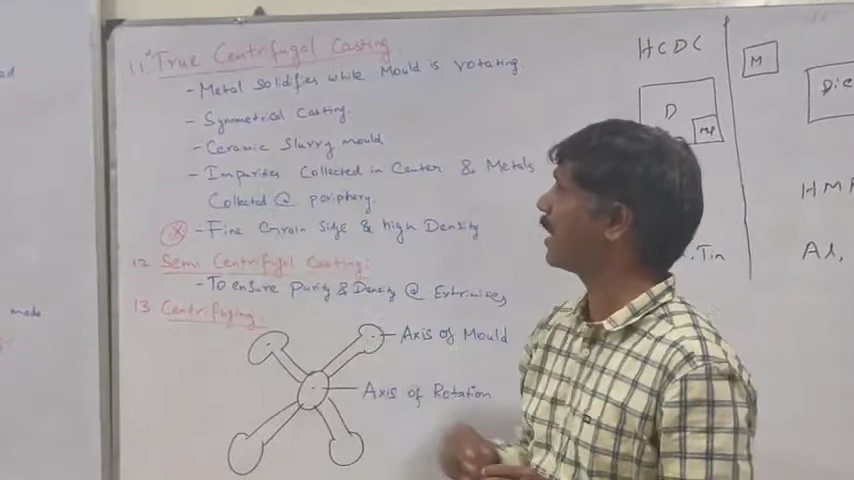 11. True Centrifugal Casting
- Metal Solidifies while Mould is rotating.
- Symmetrical Casting
- Ceramic Slurry mould
- Impurities Collected in Center & Metals
Collected @ periphery.
- Fine Grain Size & high Density
12 Semi Centrifugal Casting:
- To ensure purity & Density @ Extrimises
13 Centrifuging
Axis of Mould
Axis of Rotation
HCDC
D
MP
Tin
M
Die
HM
Al,
made